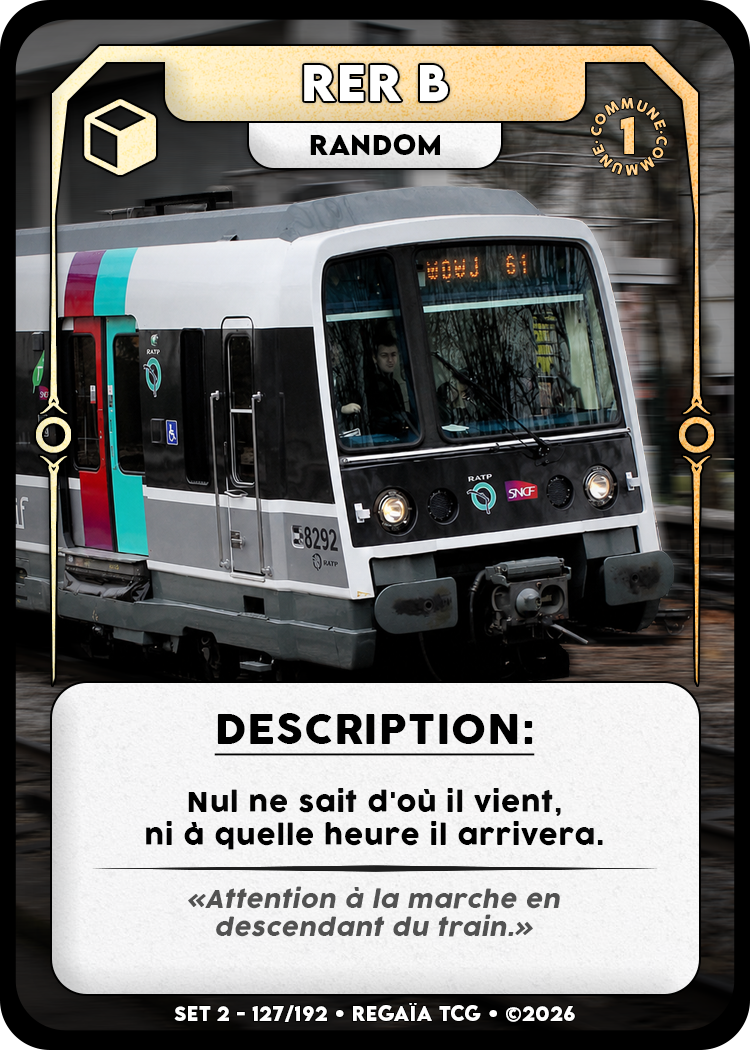 RER B
RANDOM
COMMUNE · COMMUNE ·
1
WOWJ 61
RATP
RATP
SNCF
8292
RATP
DESCRIPTION:
Nul ne sait d'où il vient,
ni à quelle heure il arrivera.
«Attention à la marche en
descendant du train.»
SET 2 - 127/192 • REGAÏA TCG • ©2026